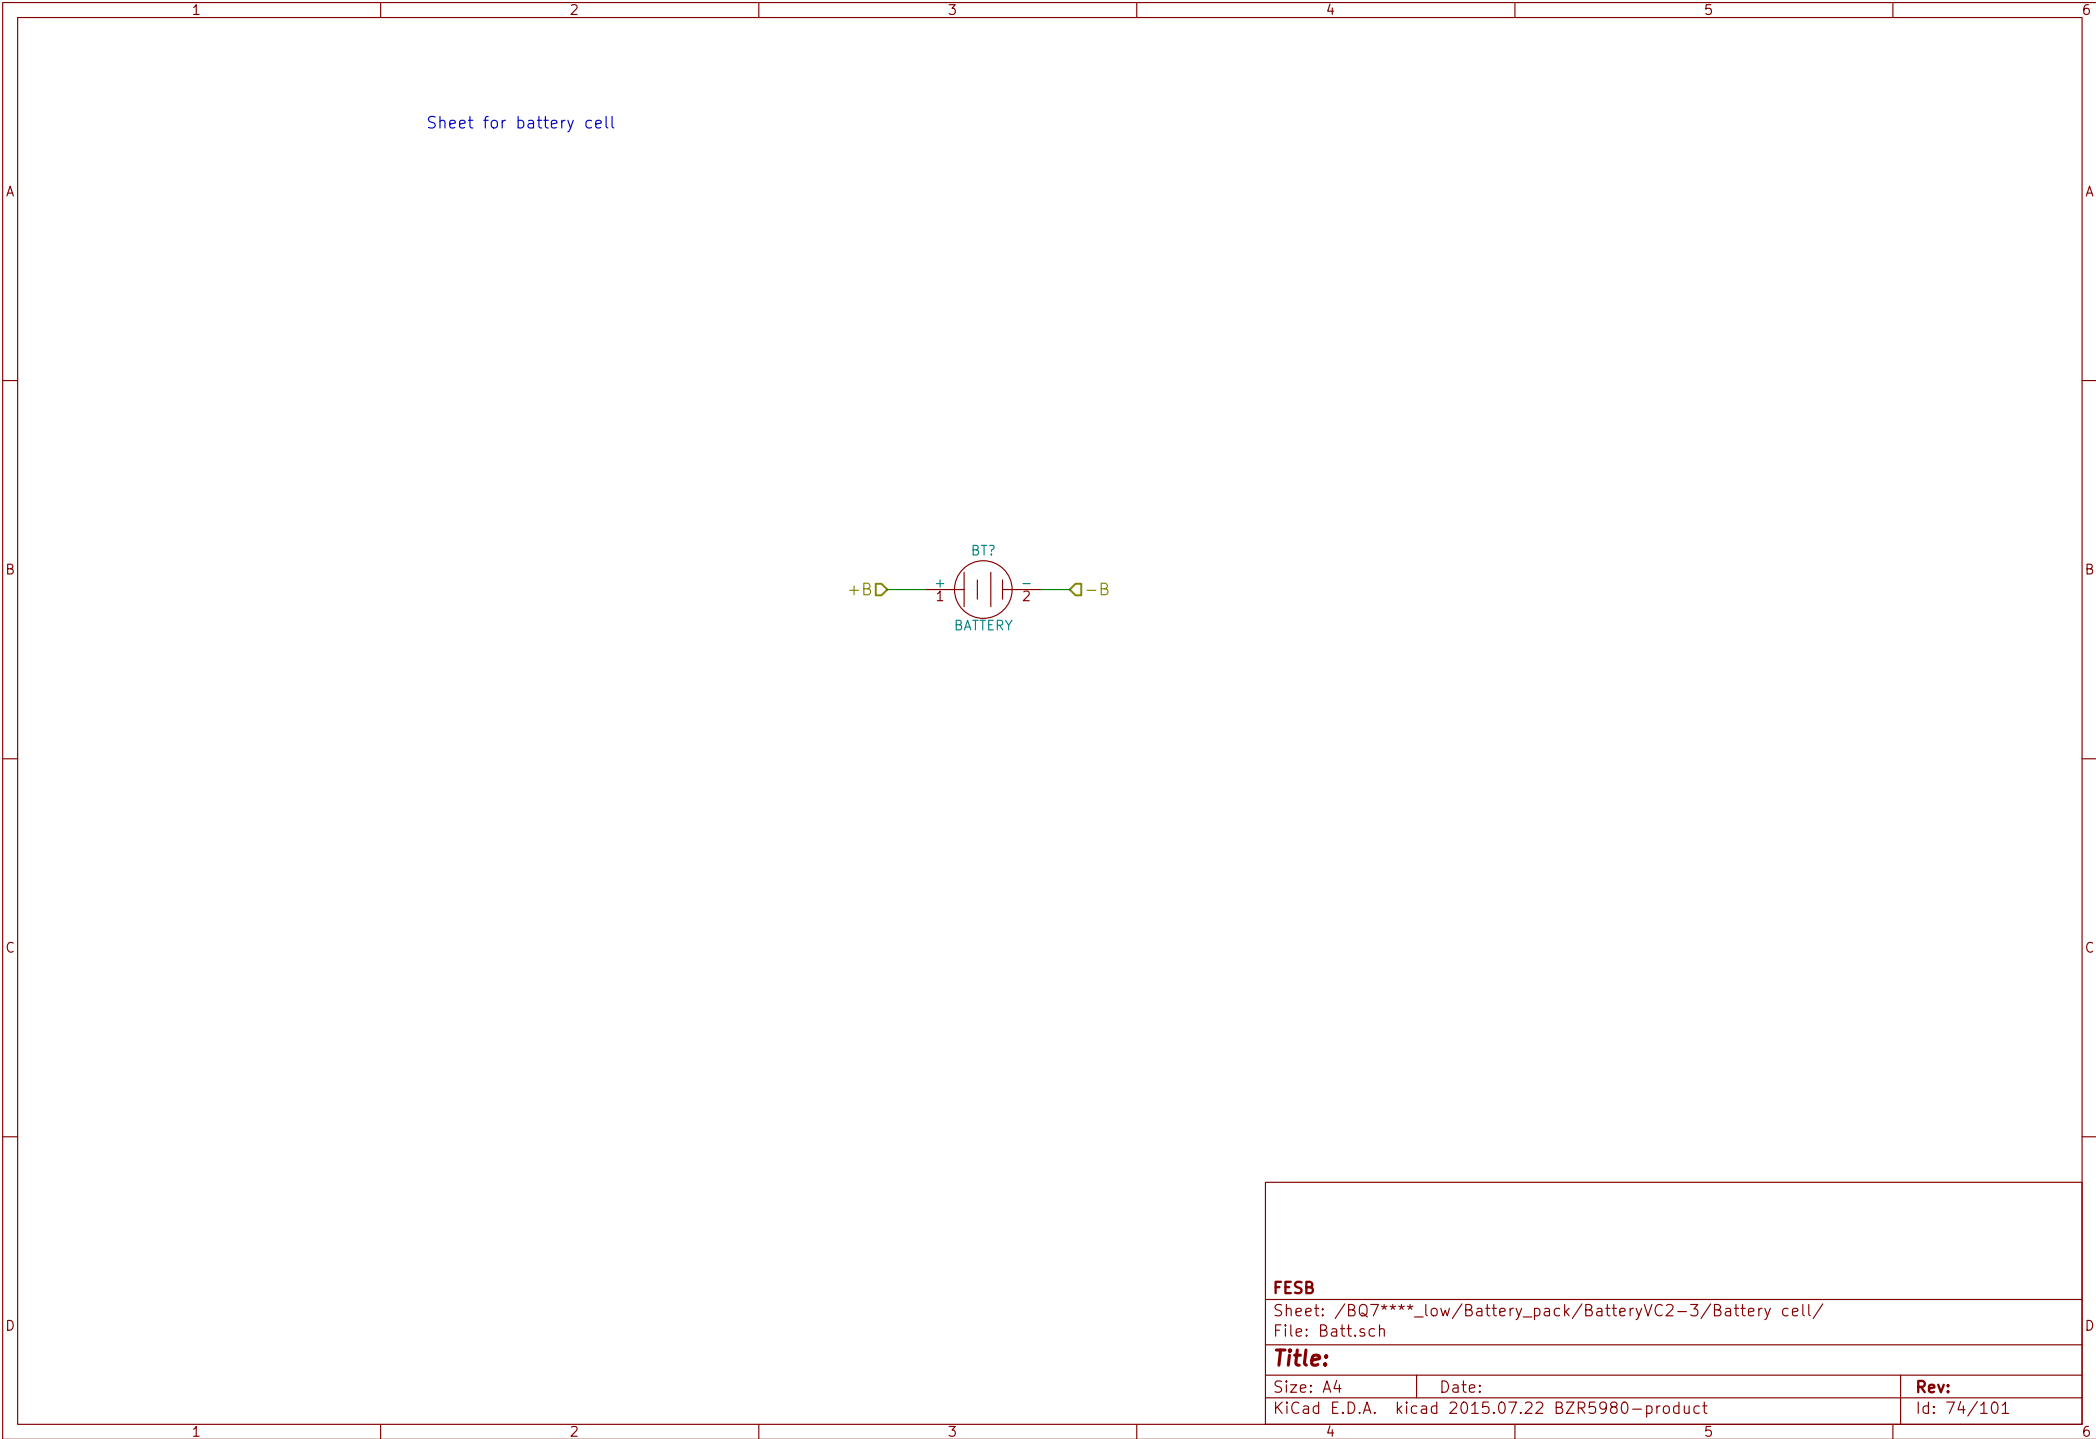 1 2 3 4 5 6
Sheet for battery cell
A A
BT?
B B
+B + - -B
1 2
BATTERY
C C
FESB
Sheet: /BQ7****_low/Battery_pack/BatteryVC2-3/Battery cell/
D D
File: Batt.sch
Title:
Size: A4 Date: Rev:
KiCad E.D.A. kicad 2015.07.22 BZR5980-product Id: 74/101
1 2 3 4 5 6